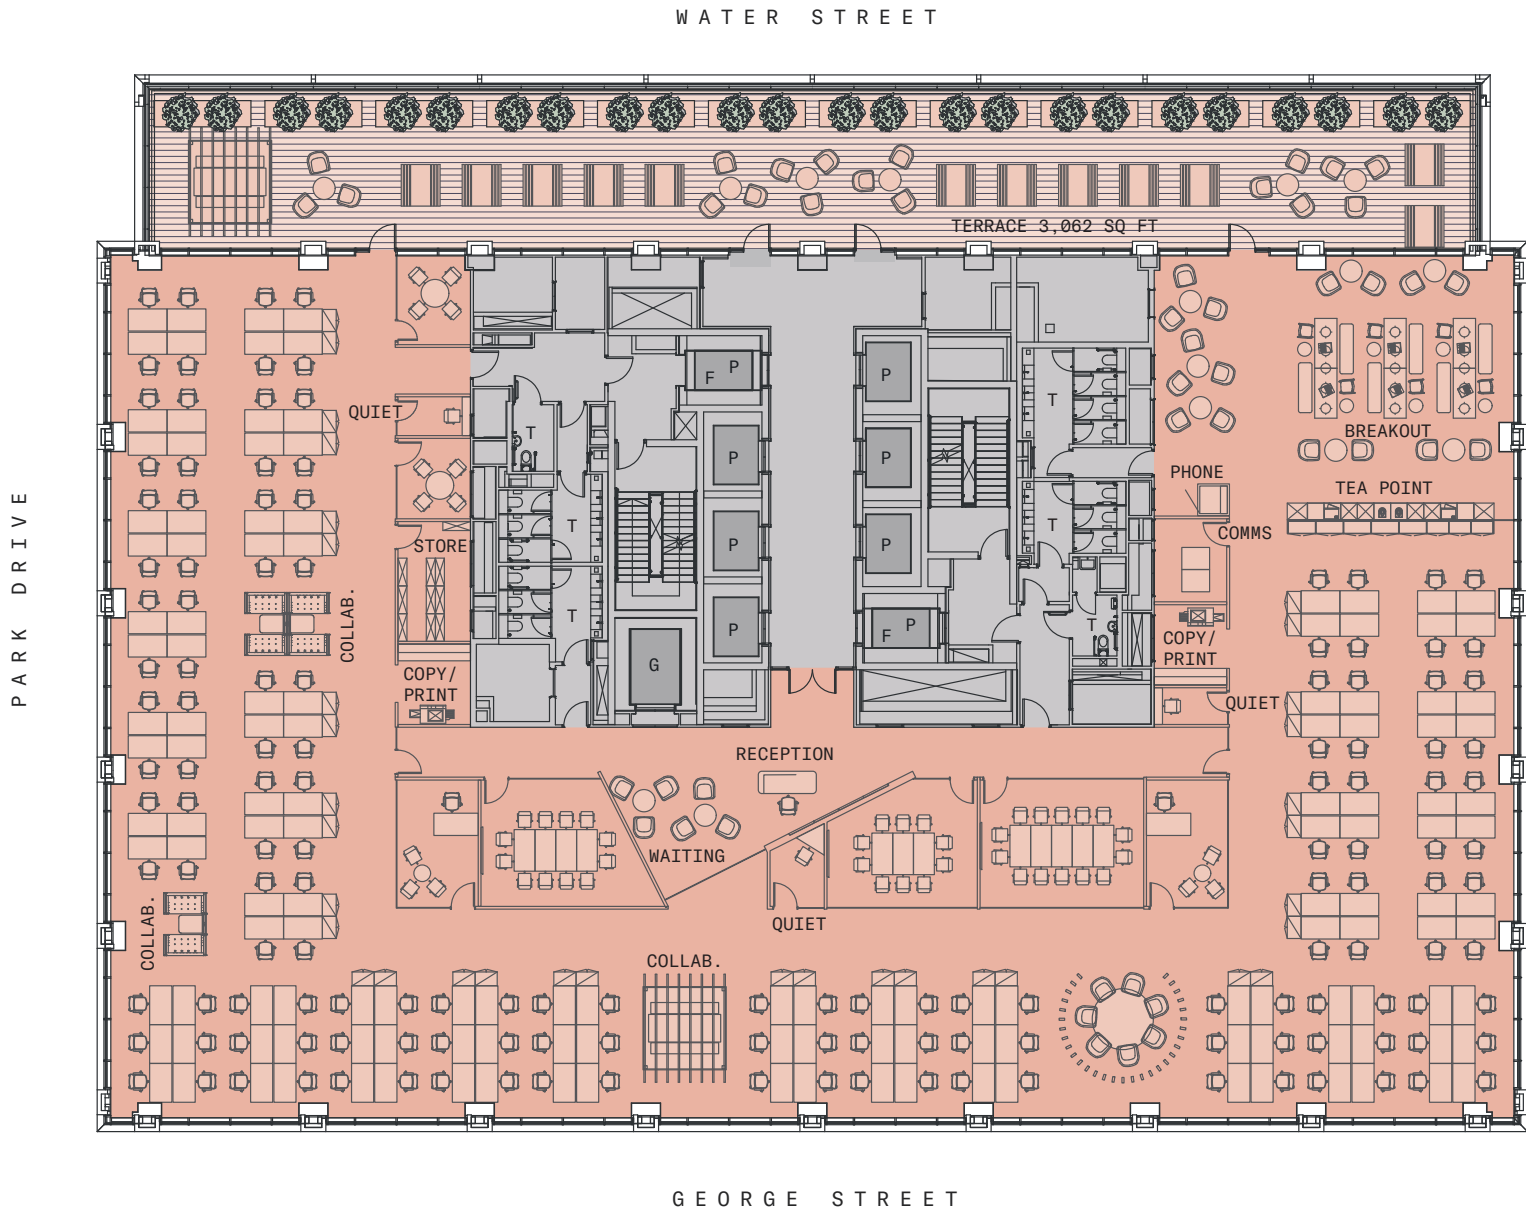 WATER STREET
TERRACE 3,062 SQ FT
PARK DRIVE
F P
P
P
P
P
P
P
P
F P
G
T
T
T
T
T
T
QUIET
STORE
COLLAB.
COPY/
PRINT
BREAKOUT
TEA POINT
PHONE
COMMS
COPY/
PRINT
QUIET
RECEPTION
WAITING
QUIET
COLLAB.
COLLAB.
GEORGE STREET